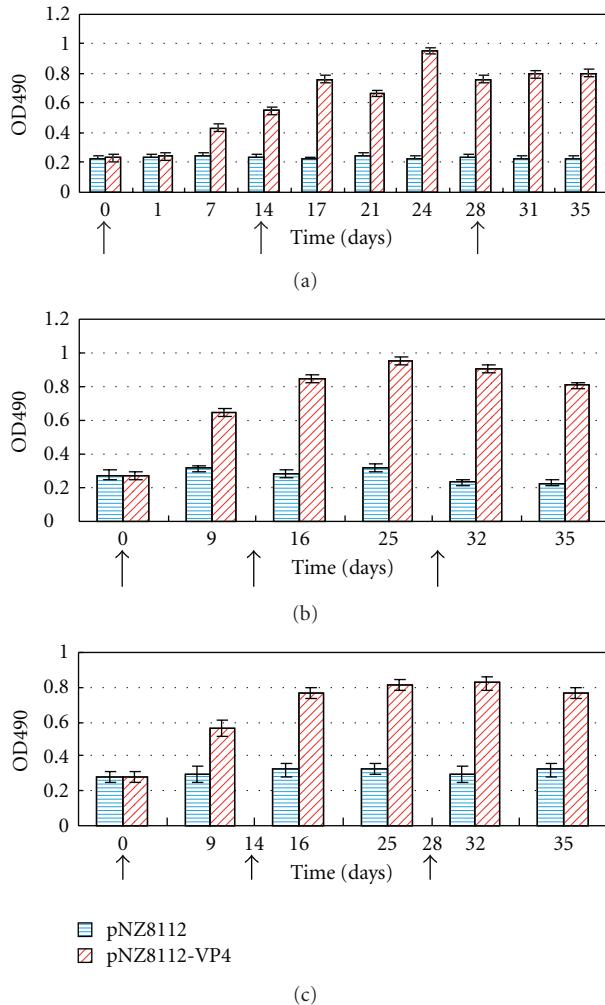 1.2
1
0.8
0.6
0.4
0.2
0
OD490
0 1 7 14 17 21 24 28 31 35
Time (days)
(a)
1.2
1
0.8
0.6
0.4
0.2
0
OD490
0 9 16 25 32 35
Time (days)
(b)
1
0.8
0.6
0.4
0.2
0
OD490
0 9 14 16 25 28 32 35
Time (days)
pNZ8112
pNZ8112-VP4
(c)